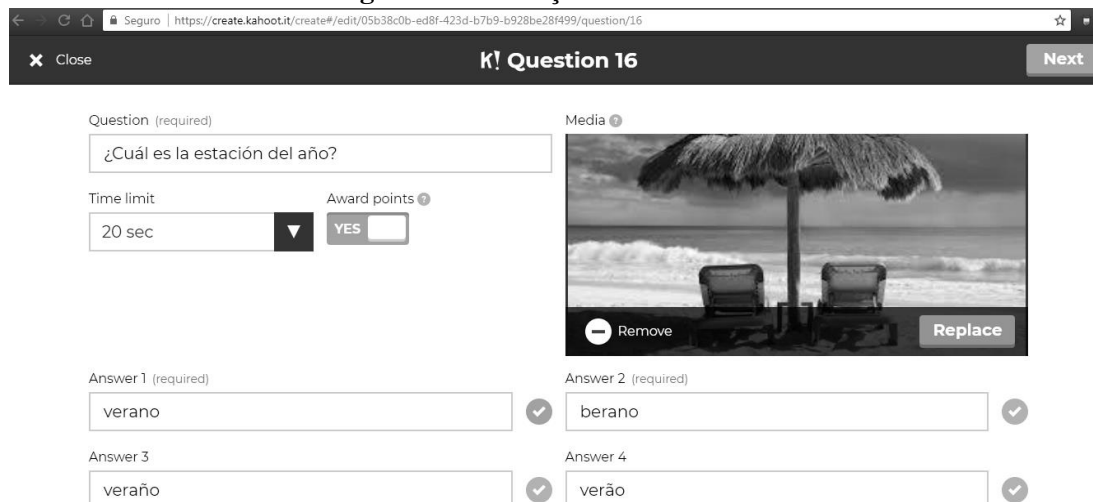 Seguro | https://create.kahoot.it/create#/edit/05b38c0b-ed8f-423d-b7b9-b928be28f499/question/16
Close
K! Question 16
Next
Question (required)
¿Cuál es la estación del año?
Media
Time limit
Award points
20 sec
YES
Remove
Replace
Answer 1 (required)
verano
Answer 2 (required)
berano
Answer 3
veraño
Answer 4
verão